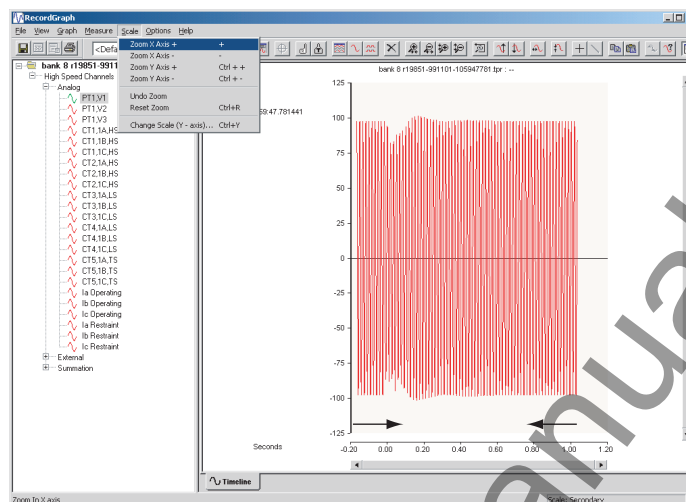 RecordGraph
File View Graph Measure Scale Options Help
<Defa
Zoom X Axis + +
Zoom X Axis - -
Zoom Y Axis + Ctrl + +
Zoom Y Axis - Ctrl + -
Undo Zoom
Reset Zoom Ctrl+R
Change Scale (Y - axis)... Ctrl+Y
bank 8 r19851-9911
High Speed Channels
Analog
PT1,V1
PT1,V2
PT1,V3
CT1,1A,HS
CT1,1B,HS
CT1,1C,HS
CT2,1A,HS
CT2,1B,HS
CT2,1C,HS
CT3,1A,LS
CT3,1B,LS
CT3,1C,LS
CT4,1A,LS
CT4,1B,LS
CT4,1C,LS
CT5,1A,TS
CT5,1B,TS
CT5,1C,TS
Ia Operating
Ib Operating
Ic Operating
Ia Restraint
Ib Restraint
Ic Restraint
External
Summation
bank 8 r19851-991101-105947781.tpr : --
59:47.781441
125
100
75
50
25
0
-25
-50
-75
-100
-125
Seconds
-0.20 0.00 0.20 0.40 0.60 0.80 1.00 1.20
Timeline
Zoom In X axis
Scale: Secondary
manual